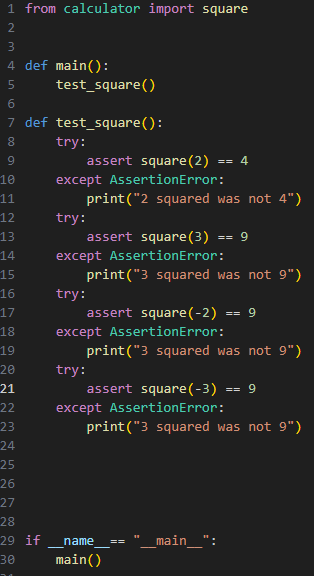 1 from calculator import square
2
3
4 def main():
5     test_square()
6
7 def test_square():
8     try:
9         assert square(2) == 4
10     except AssertionError:
11         print("2 squared was not 4")
12     try:
13         assert square(3) == 9
14     except AssertionError:
15         print("3 squared was not 9")
16     try:
17         assert square(-2) == 9
18     except AssertionError:
19         print("3 squared was not 9")
20     try:
21         assert square(-3) == 9
22     except AssertionError:
23         print("3 squared was not 9")
24
25
26
27
28
29 if __name__== "__main__":
30     main()